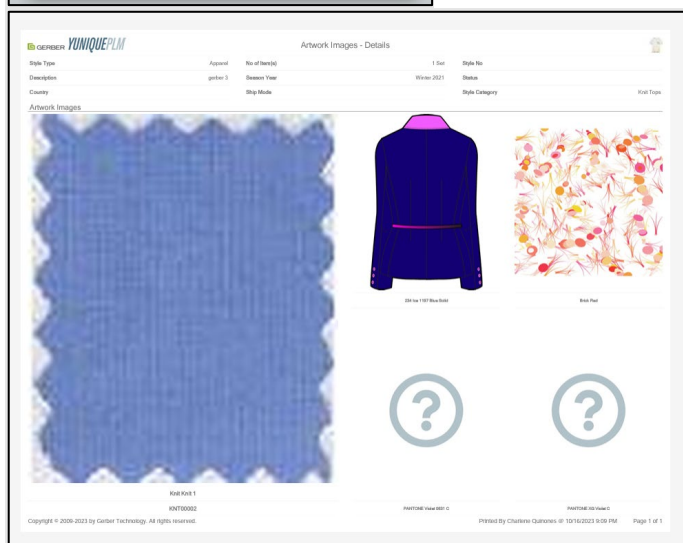 GERBER YUNIQUEPLM
Artwork Images - Details
Style Type Apparel No of Item(s) 1 Set Style No
Description gerber 3 Season Year Winter 2021 Status
Country Ship Mode Style Category Knit Tops
Artwork Images
1197 Blue Bold
Brick Red
Knit Knit 1
KNT00002
PANTONE Violet C
PANTONE Violet C
Copyright © 2009-2023 by Gerber Technology. All rights reserved.
Printed By Charlene Quinones @ 10/16/2023 9:09 PM Page 1 of 1